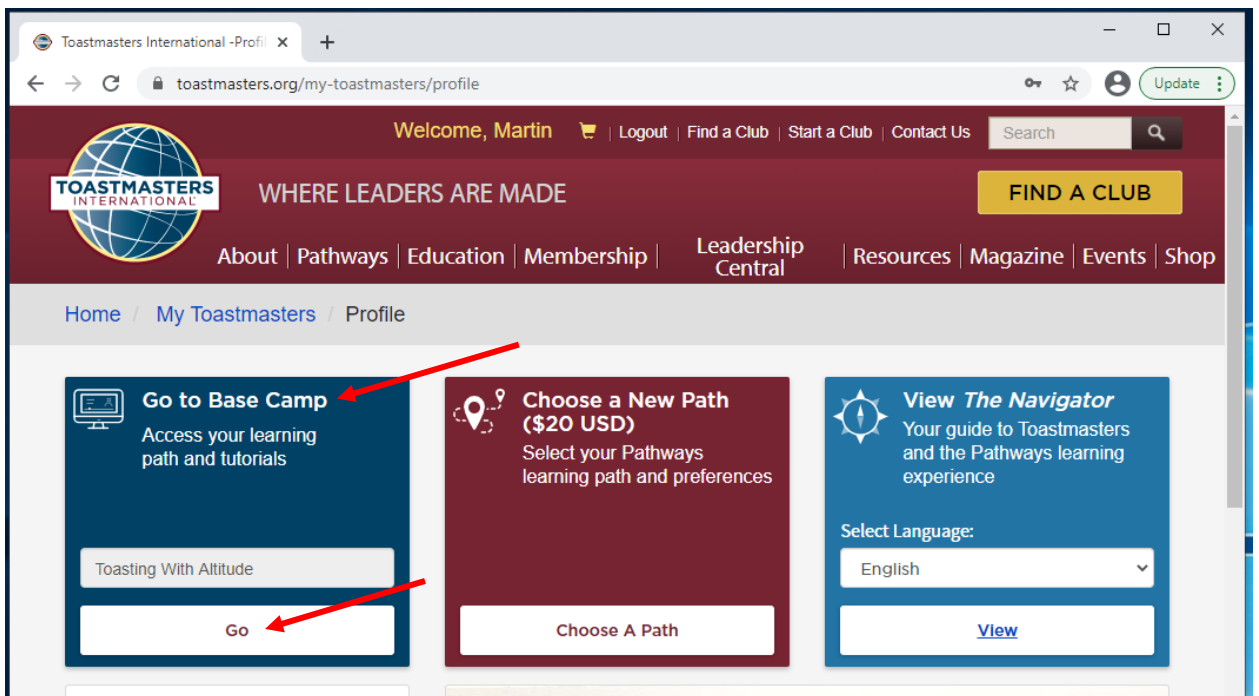 Toastmasters International -Profil
toastmasters.org/my-toastmasters/profile
Update
Welcome, Martin | Logout | Find a Club | Start a Club | Contact Us
Search
TOASTMASTERS
INTERNATIONAL
WHERE LEADERS ARE MADE
FIND A CLUB
About | Pathways | Education | Membership | Leadership Central | Resources | Magazine | Events | Shop
Home / My Toastmasters / Profile
Go to Base Camp
Access your learning
path and tutorials
Toasting With Altitude
Go
Choose a New Path
($20 USD)
Select your Pathways
learning path and preferences
Choose A Path
View The Navigator
Your guide to Toastmasters
and the Pathways learning
experience
Select Language:
English
View